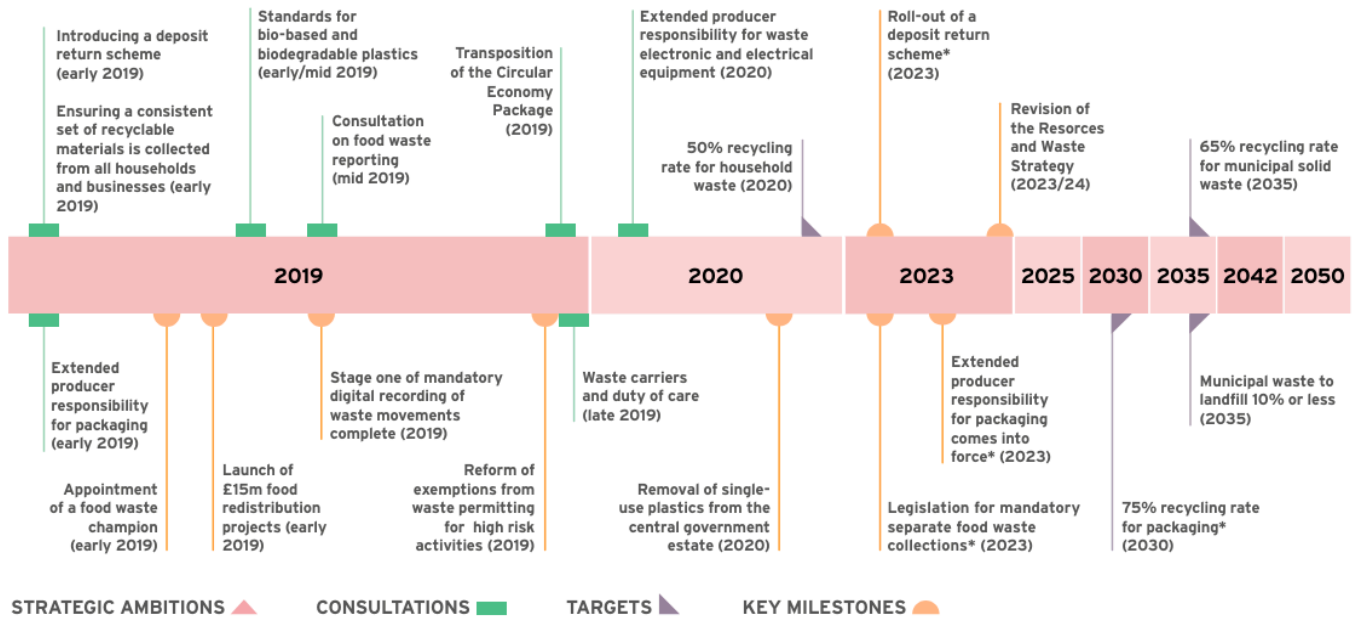 Introducing a deposit
return scheme
(early 2019)
Ensuring a consistent
set of recyclable
materials is collected
from all households
and businesses (early
2019)
Standards for
bio-based and
biodegradable plastics
(early/mid 2019)
Consultation
on food waste
reporting
(mid 2019)
Transposition
of the Circular
Economy
Package
(2019)
Extended producer
responsibility for waste
electronic and electrical
equipment (2020)
50% recycling
rate for household
waste (2020)
Roll-out of a
deposit return
scheme*
(2023)
Revision of
the Resorces
and Waste
Strategy
(2023/24)
65% recycling rate
for municipal solid
waste (2035)
2019
2020
2023
2025
2030
2035
2042
2050
Extended
producer
responsibility
for packaging
(early 2019)
Appointment
of a food waste
champion
(early 2019)
Launch of
£15m food
redistribution
projects (early
2019)
Stage one of mandatory
digital recording of
waste movements
complete (2019)
Reform of
exemptions from
waste permitting
for high risk
activities (2019)
Waste carriers
and duty of care
(late 2019)
Removal of single-
use plastics from the
central government
estate (2020)
Extended
producer
responsibility
for packaging
comes into
force* (2023)
Legislation for mandatory
separate food waste
collections* (2023)
75% recycling rate
for packaging*
(2030)
Municipal waste to
landfill 10% or less
(2035)
STRATEGIC AMBITIONS
CONSULTATIONS
TARGETS
KEY MILESTONES